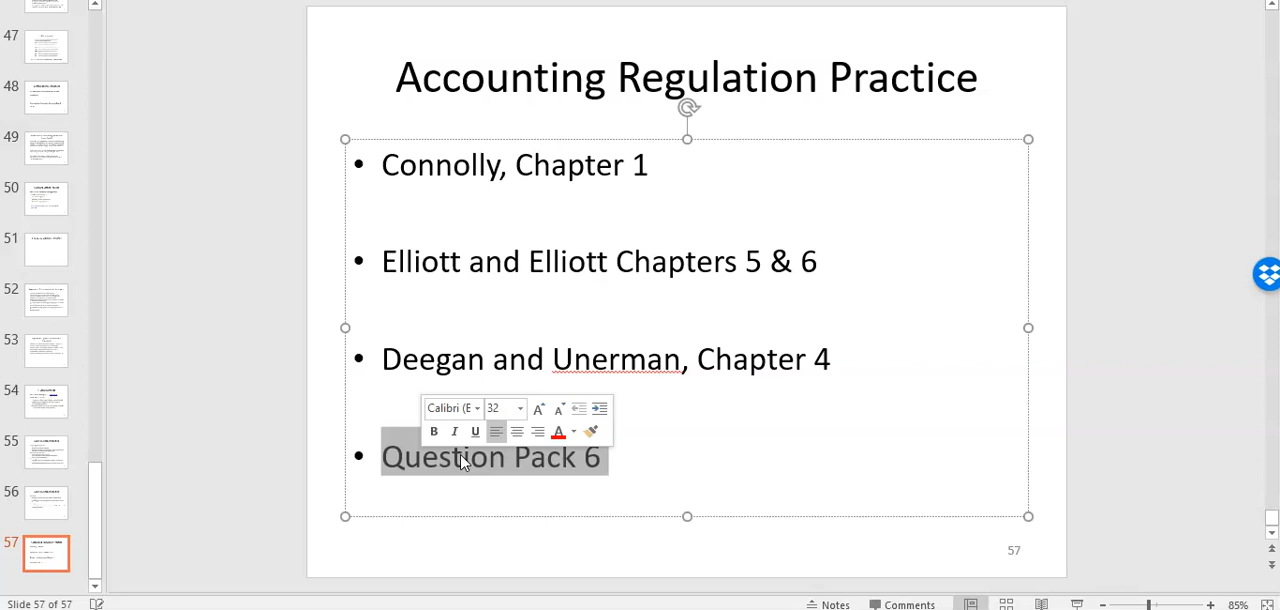 47
48
49
50
51
52
53
54
55
56
57
Accounting Regulation Practice
• Connolly, Chapter 1
• Elliott and Elliott Chapters 5 & 6
• Deegan and Unerman, Chapter 4
Calibri (E 32 A A
B I U A
• Question Pack 6
57
Slide 57 of 57 Notes Comments 85%